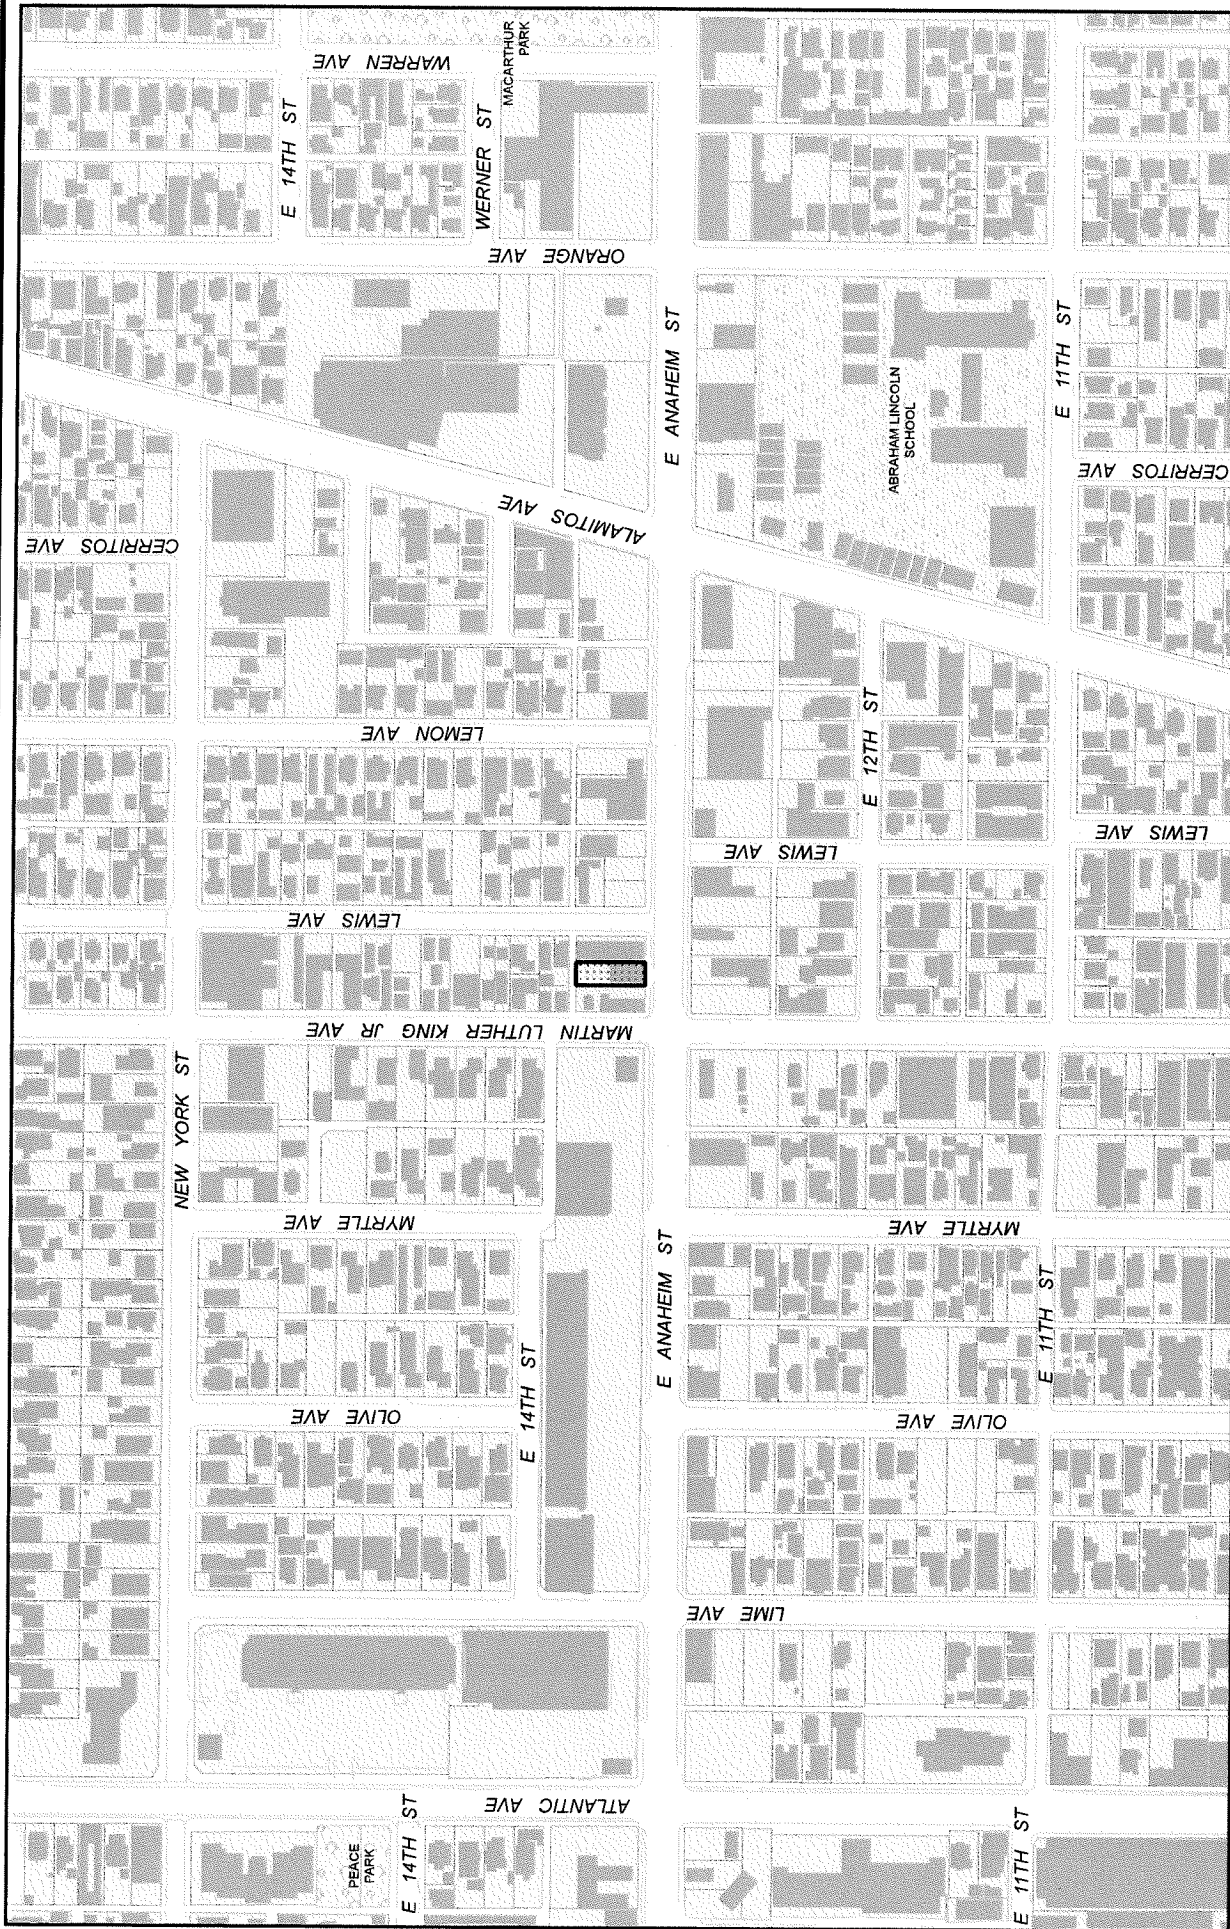 WARREN AVE
MACARTHUR
PARK
E 14TH ST
WERNER ST
ORANGE AVE
E ANAHEIM ST
E 11TH ST
ABRAHAM LINCOLN
SCHOOL
CERRITOS AVE
ALAMITOS AVE
CERRITOS AVE
LEMON AVE
E 12TH ST
LEWIS AVE
LEWIS AVE
LEWIS AVE
MARTIN LUTHER KING JR AVE
NEW YORK ST
MYRTLE AVE
MYRTLE AVE
E ANAHEIM ST
E 11TH ST
E 14TH ST
OLIVE AVE
OLIVE AVE
LIME AVE
ATLANTIC AVE
PEACE
PARK
E 14TH ST
E 11TH ST